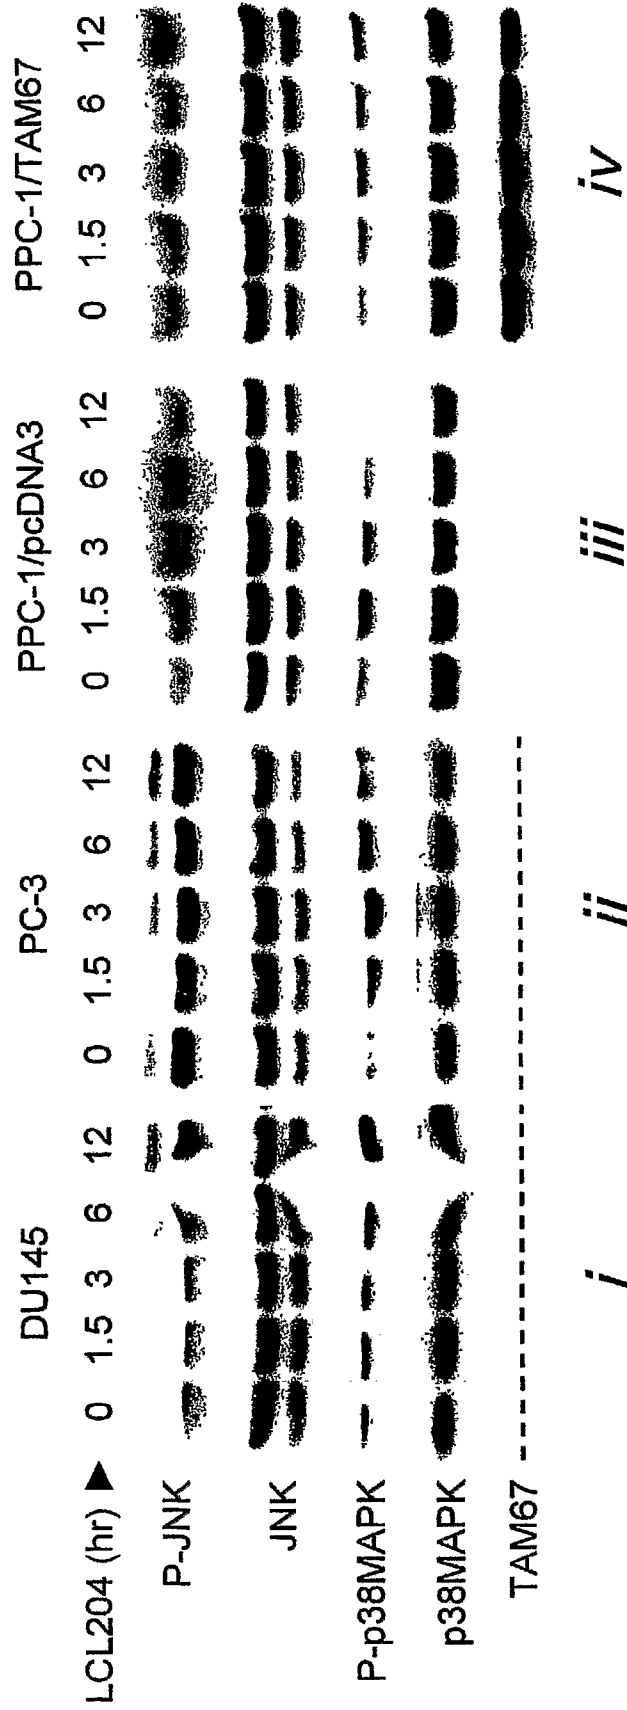 DU145 PC-3 PPC-1/pcDNA3 PPC-1/TAM67
LCL204 (hr) ▶ 0 1.5 3 6 12 0 1.5 3 6 12 0 1.5 3 6 12 0 1.5 3 6 12
P-JNK
JNK
P-p38MAPK
p38MAPK
TAM67
i ii iii iv